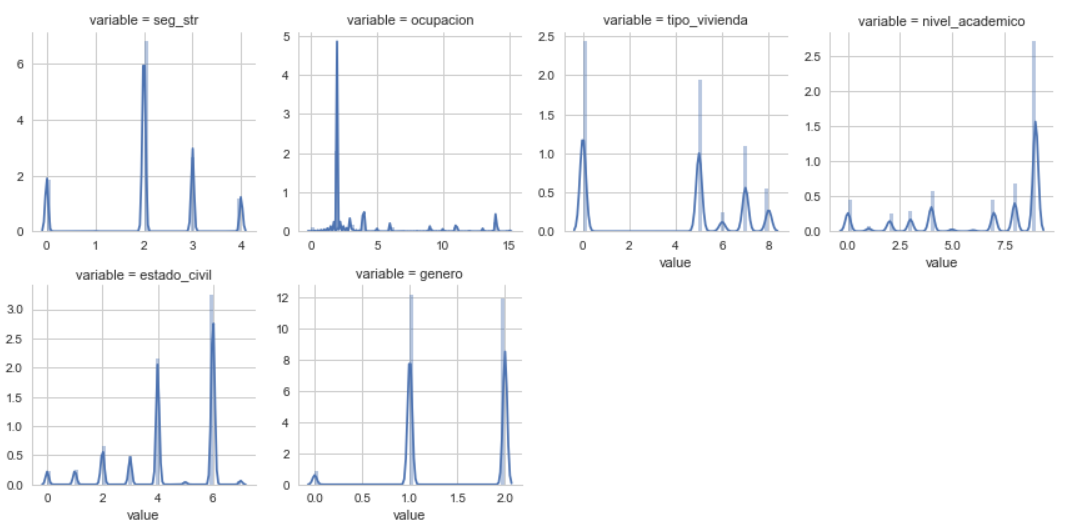 variable = seg_str
6
4
2
0
0 1 2 3 4
variable = ocupacion
5
4
3
2
1
0
0 5 10 15
variable = tipo_vivienda
2.5
2.0
1.5
1.0
0.5
0.0
0 2 4 6 8
value
variable = nivel_academico
2.5
2.0
1.5
1.0
0.5
0.0
0.0 2.5 5.0 7.5
value
variable = estado_civil
3.0
2.5
2.0
1.5
1.0
0.5
0.0
0 2 4 6
value
variable = genero
12
10
8
6
4
2
0
0.0 0.5 1.0 1.5 2.0
value